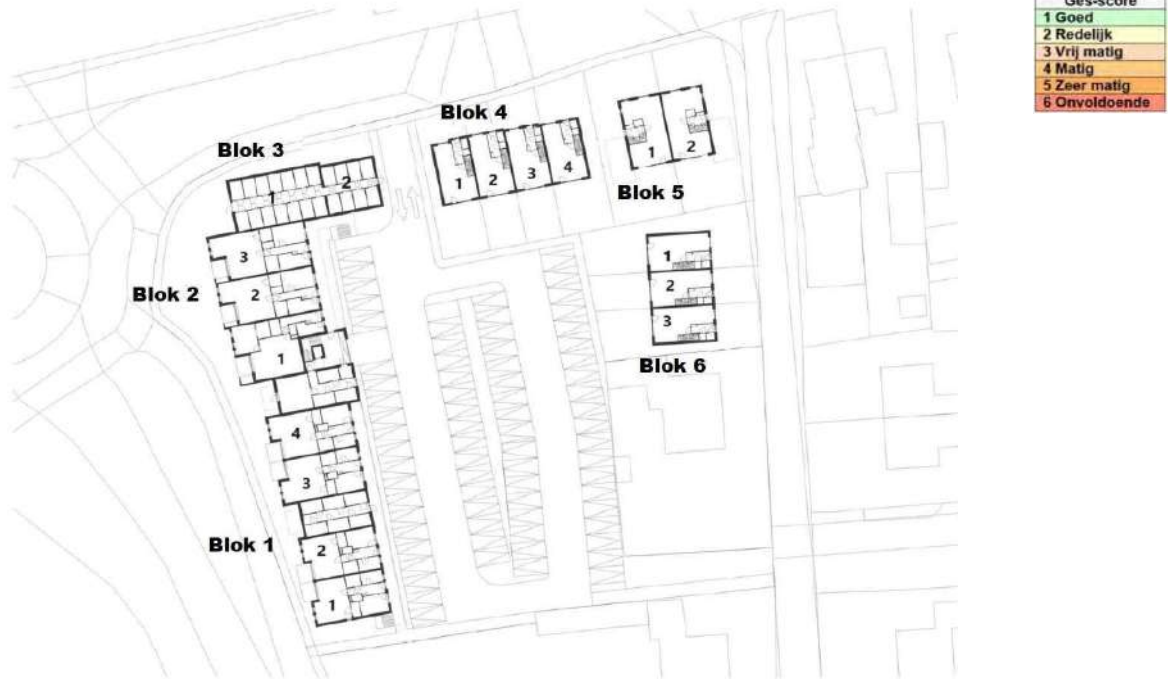 Ges-score
1 Goed
2 Redelijk
3 Vrij matig
4 Matig
5 Zeer matig
6 Onvoldoende
Blok 4
1
2
3
4
Blok 5
1
2
Blok 3
1
2
Blok 2
3
2
1
Blok 6
1
2
3
Blok 1
4
3
2
1